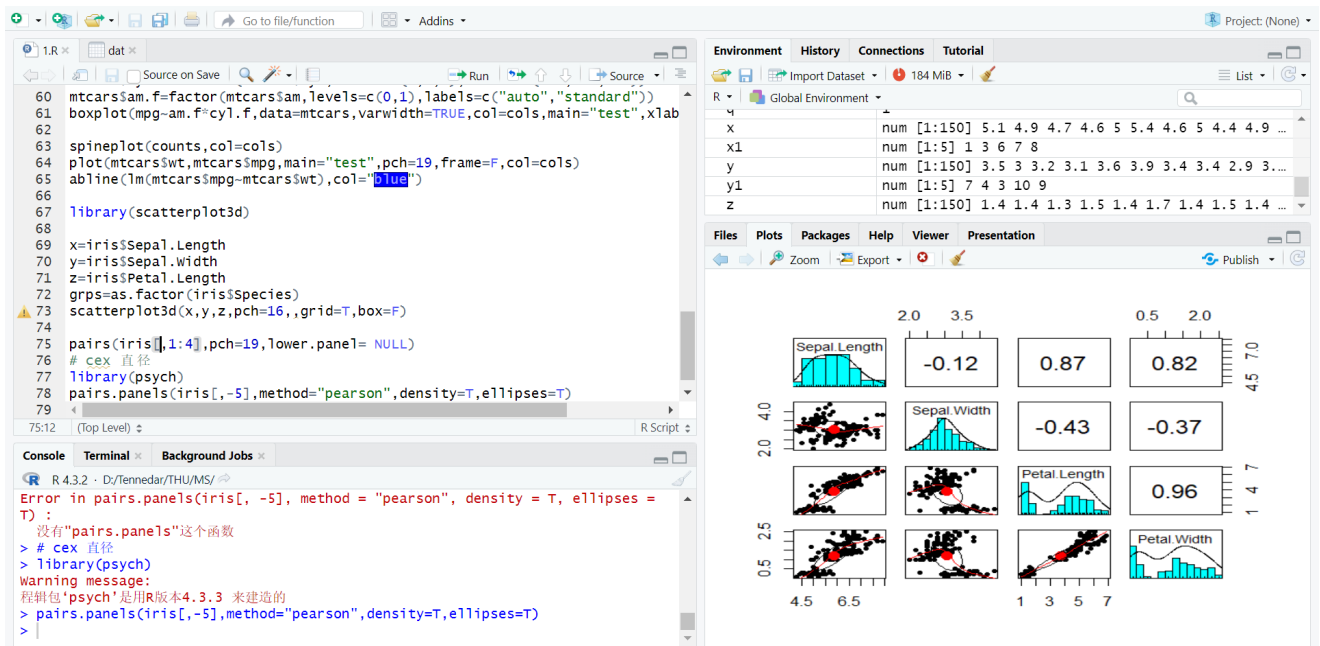 Go to file/function
Addins
Project: (None)
1.R
dat
Source on Save
Run
Source
60 mtcars$am.f=factor(mtcars$am,levels=c(0,1),labels=c("auto","standard"))
61 boxplot(mpg~am.f*cyl.f,data=mtcars,varwidth=TRUE,col=cols,main="test",xlab
62
63 spineplot(counts,col=cols)
64 plot(mtcars$wt,mtcars$mpg,main="test",pch=19,frame=F,col=cols)
65 abline(lm(mtcars$mpg~mtcars$wt),col="blue")
66
67 library(scatterplot3d)
68
69 x=iris$Sepal.Length
70 y=iris$Sepal.Width
71 z=iris$Petal.Length
72 grps=as.factor(iris$Species)
73 scatterplot3d(x,y,z,pch=16,,grid=T,box=F)
74
75 pairs(iris[,1:4],pch=19,lower.panel= NULL)
76 # cex 直径
77 library(psych)
78 pairs.panels(iris[,-5],method="pearson",density=T,ellipses=T)
79
75:12 (Top Level) R Script
Console Terminal Background Jobs
R 4.3.2 · D:/Tennedar/THU/MS/
Error in pairs.panels(iris[, -5], method = "pearson", density = T, ellipses =
T) :
没有"pairs.panels"这个函数
> # cex 直径
> library(psych)
Warning message:
程辑包‘psych’是用R版本4.3.3 来建造的
> pairs.panels(iris[,-5],method="pearson",density=T,ellipses=T)
>
Environment History Connections Tutorial
Import Dataset 184 MiB List
R Global Environment
x num [1:150] 5.1 4.9 4.7 4.6 5 5.4 4.6 5 4.4 4.9 …
x1 num [1:5] 1 3 6 7 8
y num [1:150] 3.5 3 3.2 3.1 3.6 3.9 3.4 3.4 2.9 3.…
y1 num [1:5] 7 4 3 10 9
z num [1:150] 1.4 1.4 1.3 1.5 1.4 1.7 1.4 1.5 1.4 …
Files Plots Packages Help Viewer Presentation
Zoom Export Publish
2.0 3.5 0.5 2.0
Sepal.Length -0.12 0.87 0.82 4.5 7.0
2.0 4.0 Sepal.Width -0.43 -0.37
Petal.Length 0.96 1 4 7
0.5 2.5 Petal.Width
4.5 6.5 1 3 5 7